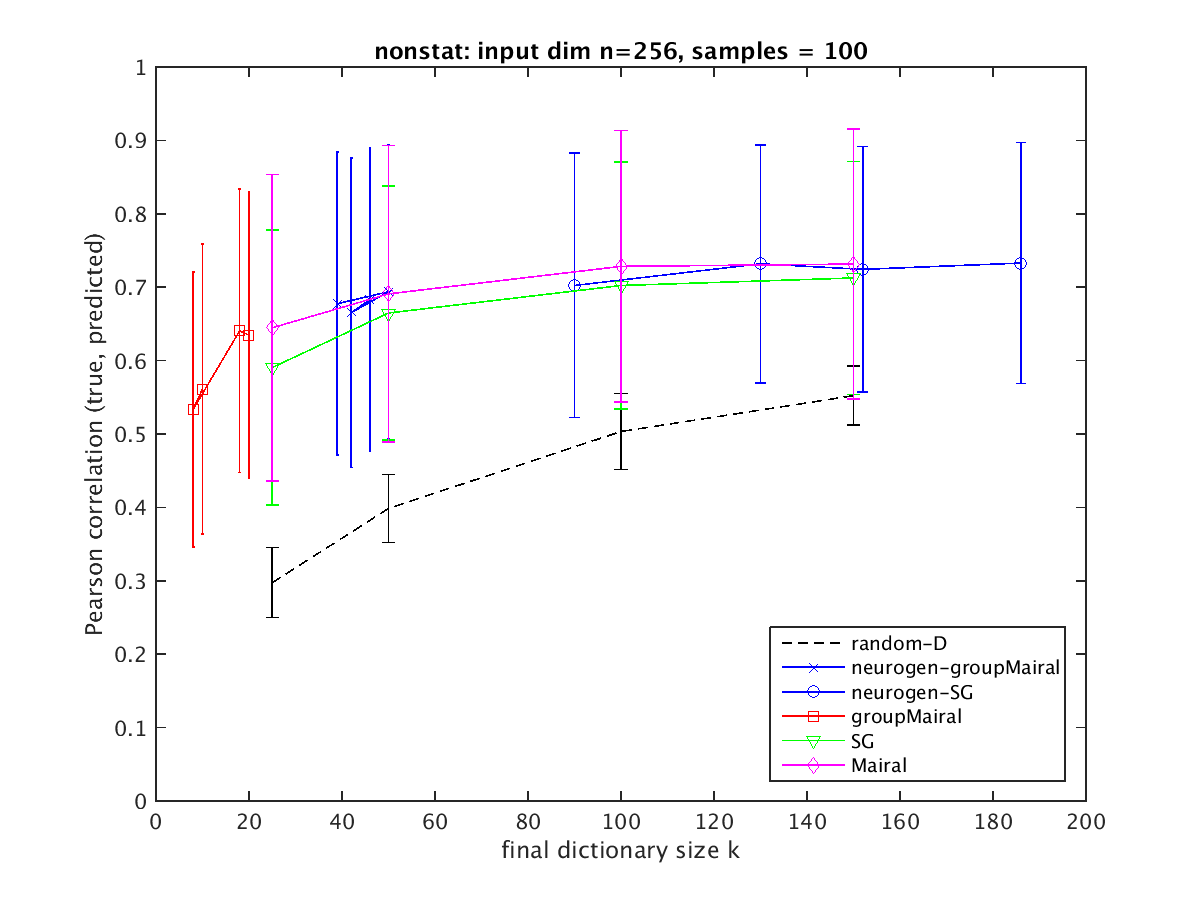 nonstat: input dim n=256, samples = 100
Pearson correlation (true, predicted)
1
0.9
0.8
0.7
0.6
0.5
0.4
0.3
0.2
0.1
0
0 20 40 60 80 100 120 140 160 180 200
final dictionary size k
random-D
neurogen-groupMairal
neurogen-SG
groupMairal
SG
Mairal